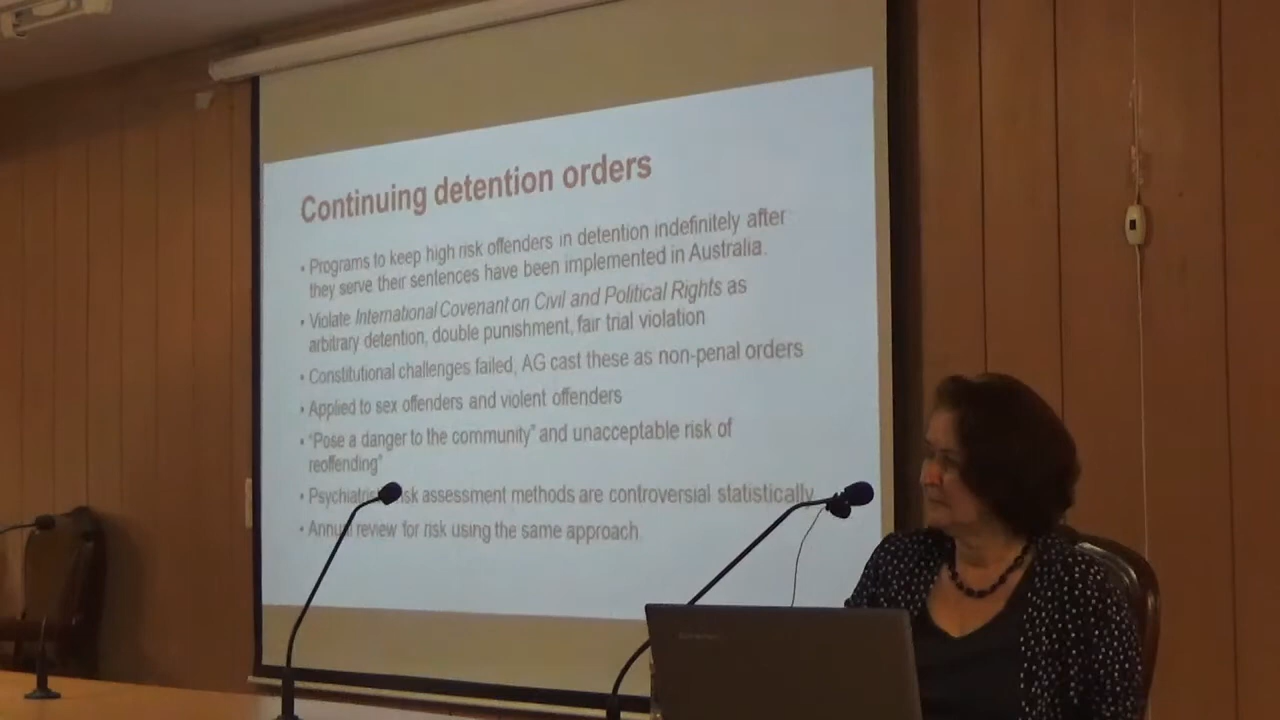 Continuing detention orders
• Programs to keep high risk offenders in detention indefinitely after
they serve their sentences have been implemented in Australia.
• Violate International Covenant on Civil and Political Rights as
arbitrary detention, double punishment, fair trial violation
• Constitutional challenges failed, AG cast these as non-penal orders
• Applied to sex offenders and violent offenders
• "Pose a danger to the community" and unacceptable risk of
reoffending"
• assessment methods are controversial statistically
• Annual review for risk using the same approach.